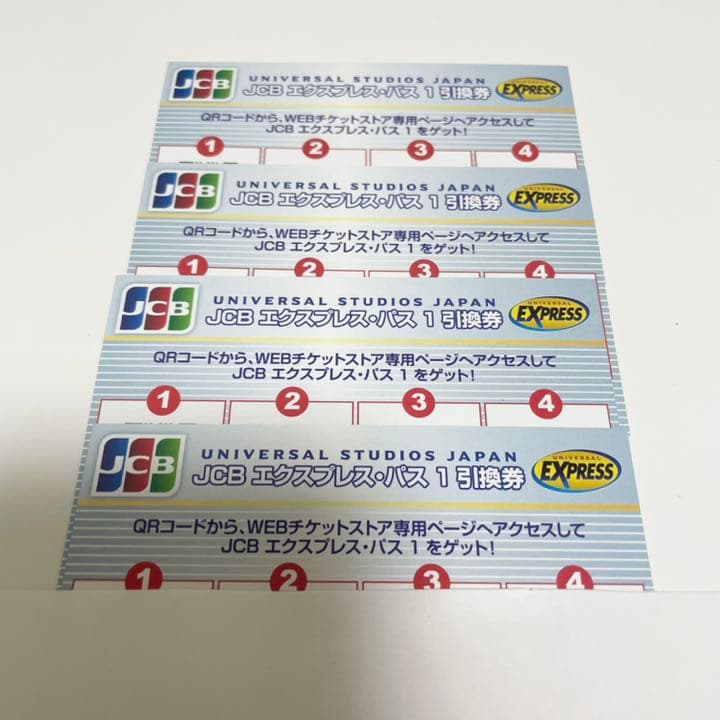 JCB
UNIVERSAL STUDIOS JAPAN
JCB エクスプレス・パス 1 引換券
UNIVERSAL
EXPRESS
QRコードから、WEBチケットストア専用ページへアクセスして
JCB エクスプレス・パス 1 をゲット!
1 2 3 4
JCB
UNIVERSAL STUDIOS JAPAN
JCB エクスプレス・パス 1 引換券
UNIVERSAL
EXPRESS
QRコードから、WEBチケットストア専用ページへアクセスして
JCB エクスプレス・パス 1 をゲット!
1 2 3 4
JCB
UNIVERSAL STUDIOS JAPAN
JCB エクスプレス・パス 1 引換券
UNIVERSAL
EXPRESS
QRコードから、WEBチケットストア専用ページへアクセスして
JCB エクスプレス・パス 1 をゲット!
1 2 3 4
JCB
UNIVERSAL STUDIOS JAPAN
JCB エクスプレス・パス 1 引換券
UNIVERSAL
EXPRESS
QRコードから、WEBチケットストア専用ページへアクセスして
JCB エクスプレス・パス 1 をゲット!
1 2 3 4